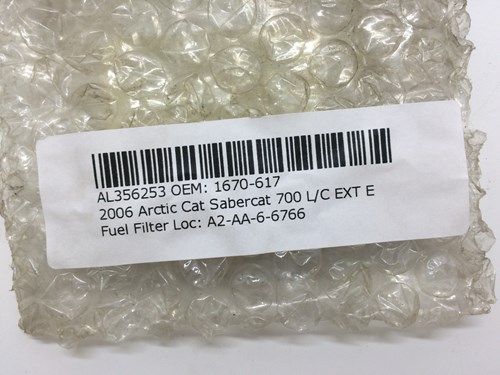 AL356253 OEM: 1670-617
2006 Arctic Cat Sabercat 700 L/C EXT E
Fuel Filter Loc: A2-AA-6-6766